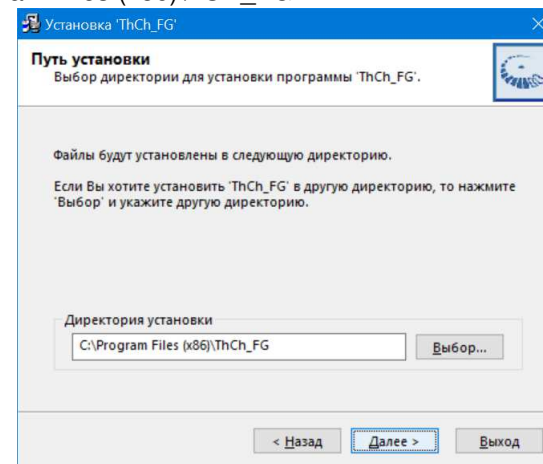 Установка 'ThCh_FG'
Путь установки
Выбор директории для установки программы 'ThCh_FG'.
Файлы будут установлены в следующую директорию.
Если Вы хотите установить 'ThCh_FG' в другую директорию, то нажмите
'Выбор' и укажите другую директорию.
Директория установки
C:\Program Files (x86)\ThCh_FG
Выбор...
< Назад
Далее >
Выход